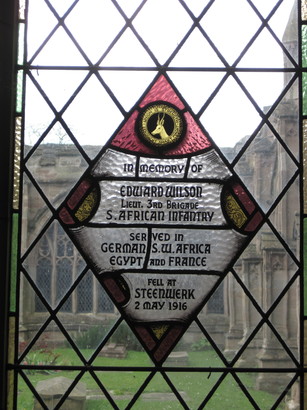 IN MEMORY OF
EDWARD WILSON
LIEUT. 3RD BRIGADE
S. AFRICAN INFANTRY
SERVED IN
GERMAN S.W. AFRICA
EGYPT AND FRANCE
FELL AT
STEENWERK
2 MAY 1916